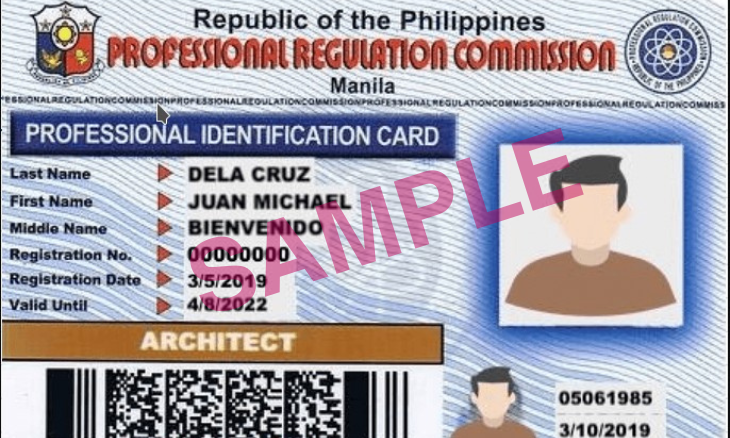 Republic of the Philippines
PROFESSIONAL REGULATION COMMISSION
Manila
PROFESSIONAL IDENTIFICATION CARD
Last Name DELA CRUZ
First Name JUAN MICHAEL
Middle Name BIENVENIDO
Registration No. 00000000
Registration Date 3/5/2019
Valid Until 4/8/2022
SAMPLE
ARCHITECT
05061985
3/10/2019